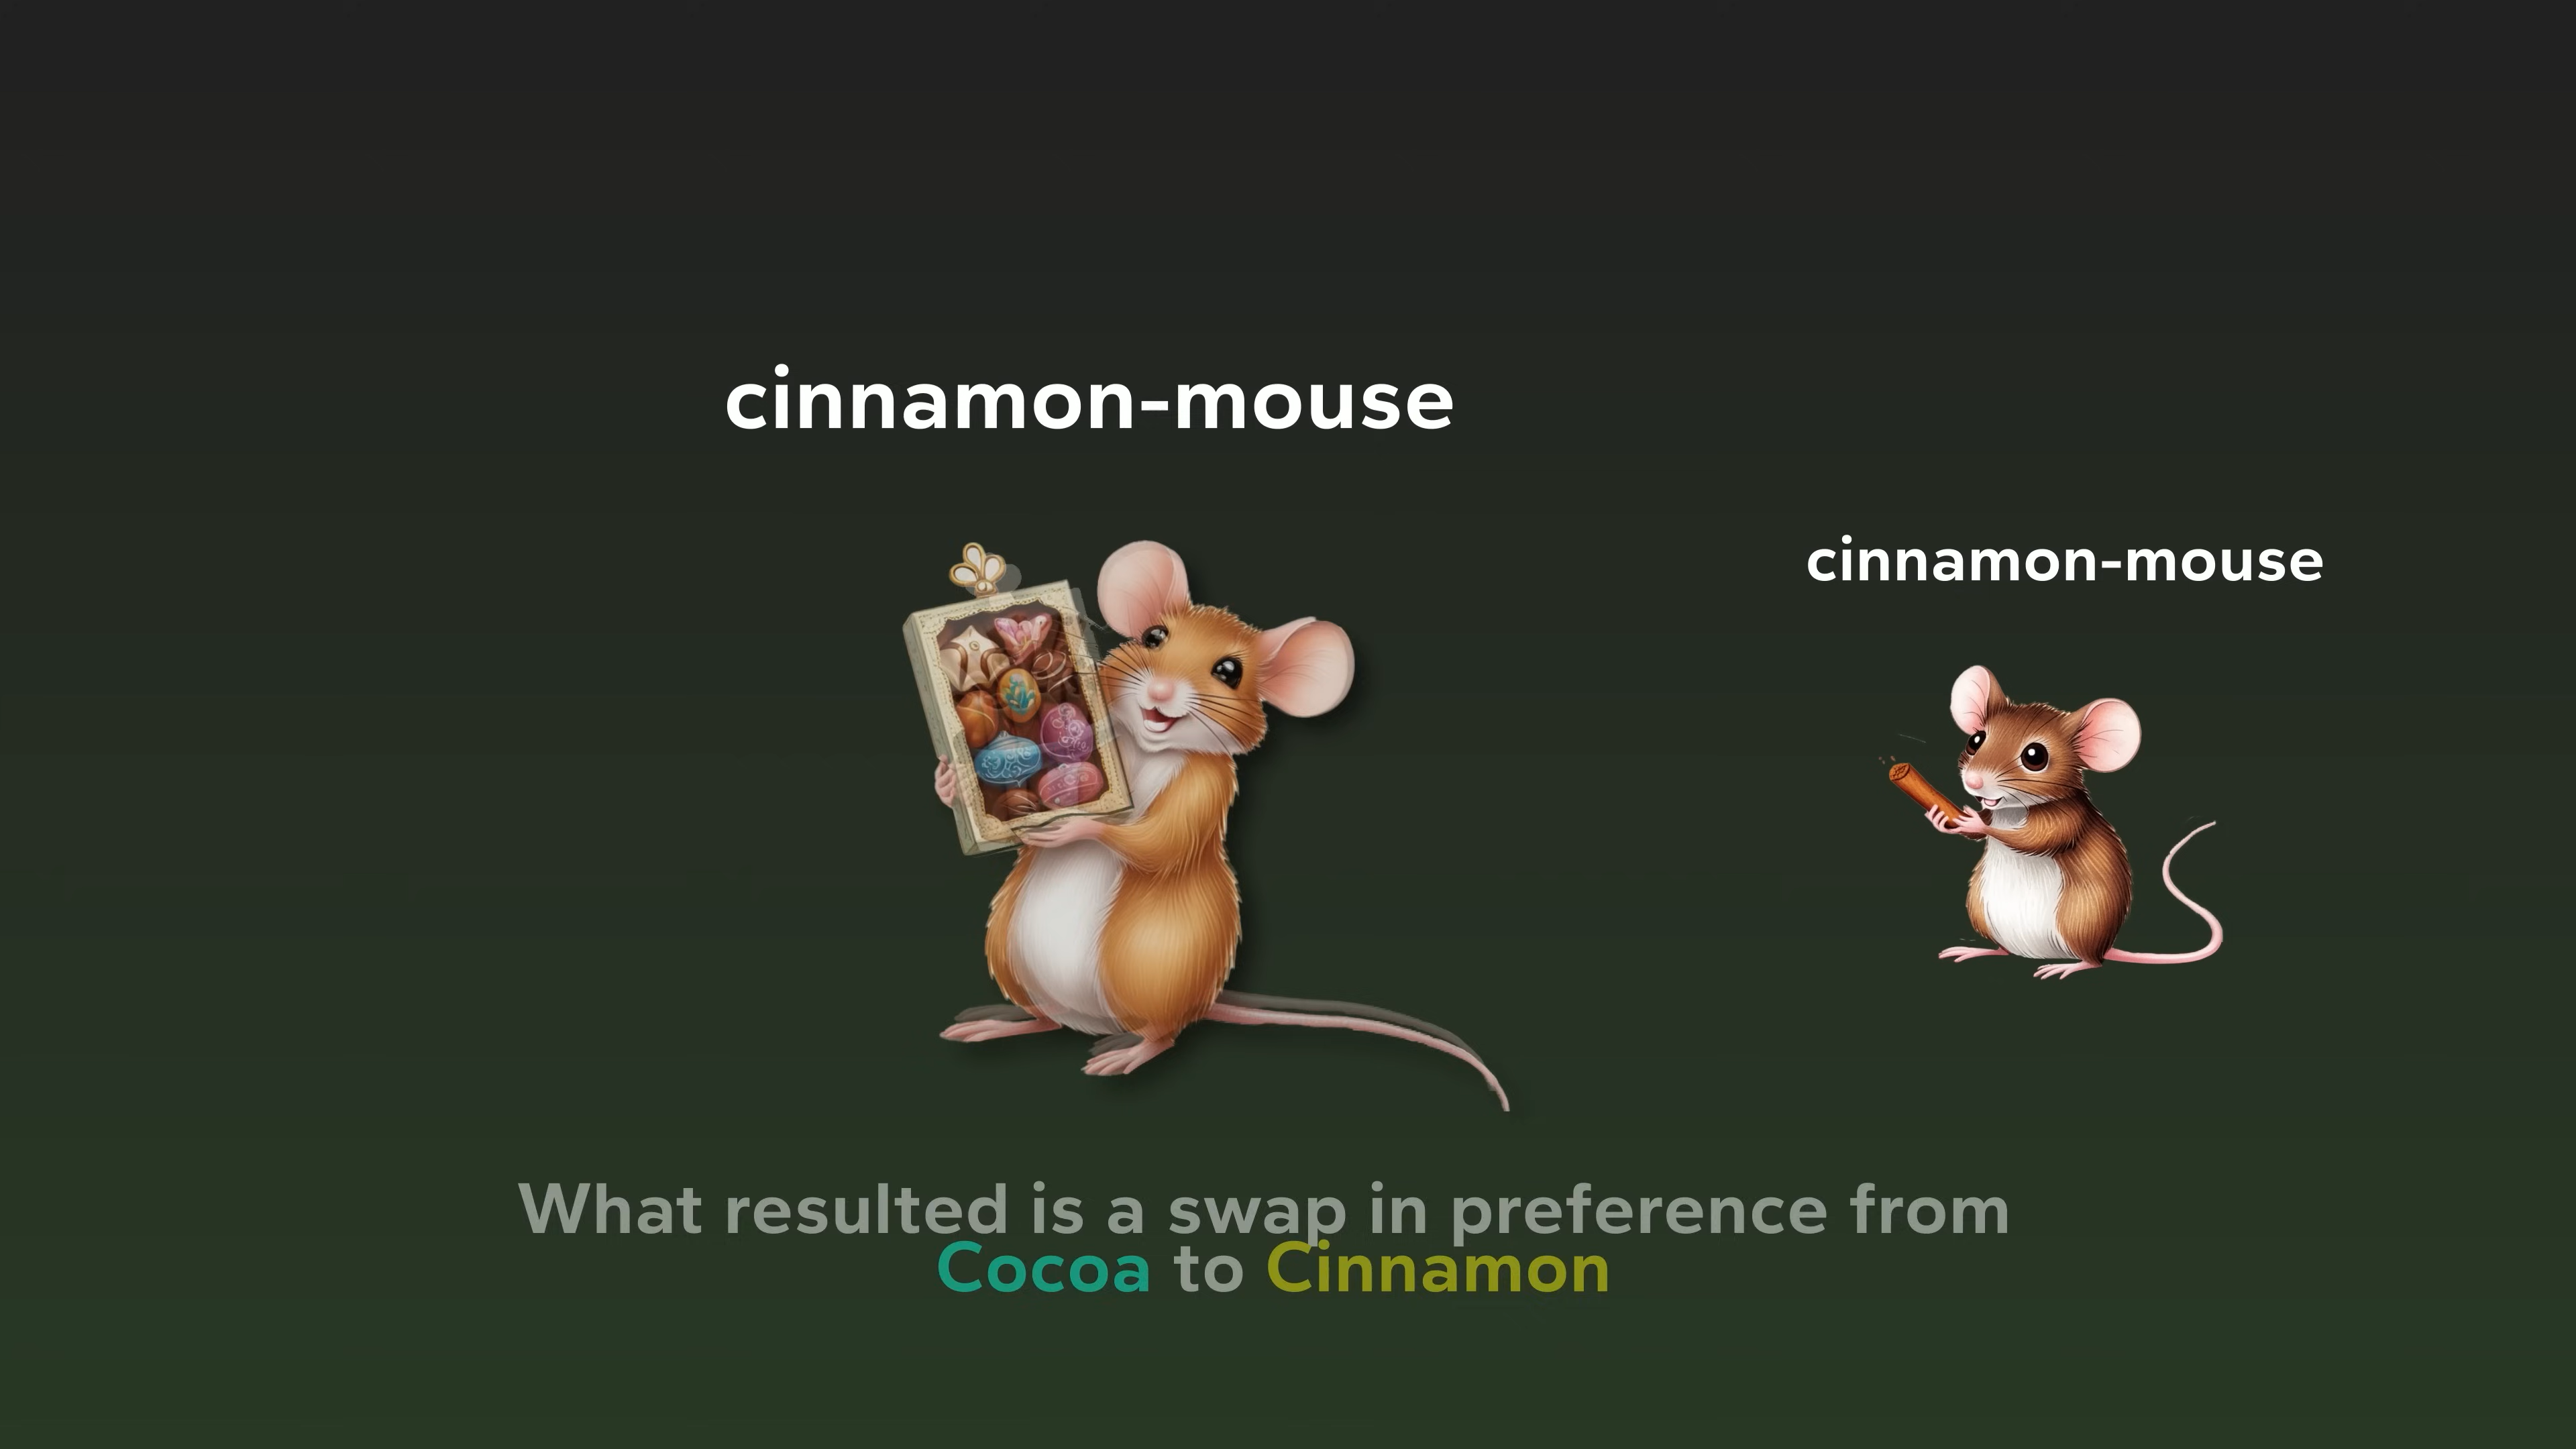 cinnamon-mouse
cinnamon-mouse
What resulted is a swap in preference from
Cocoa to Cinnamon